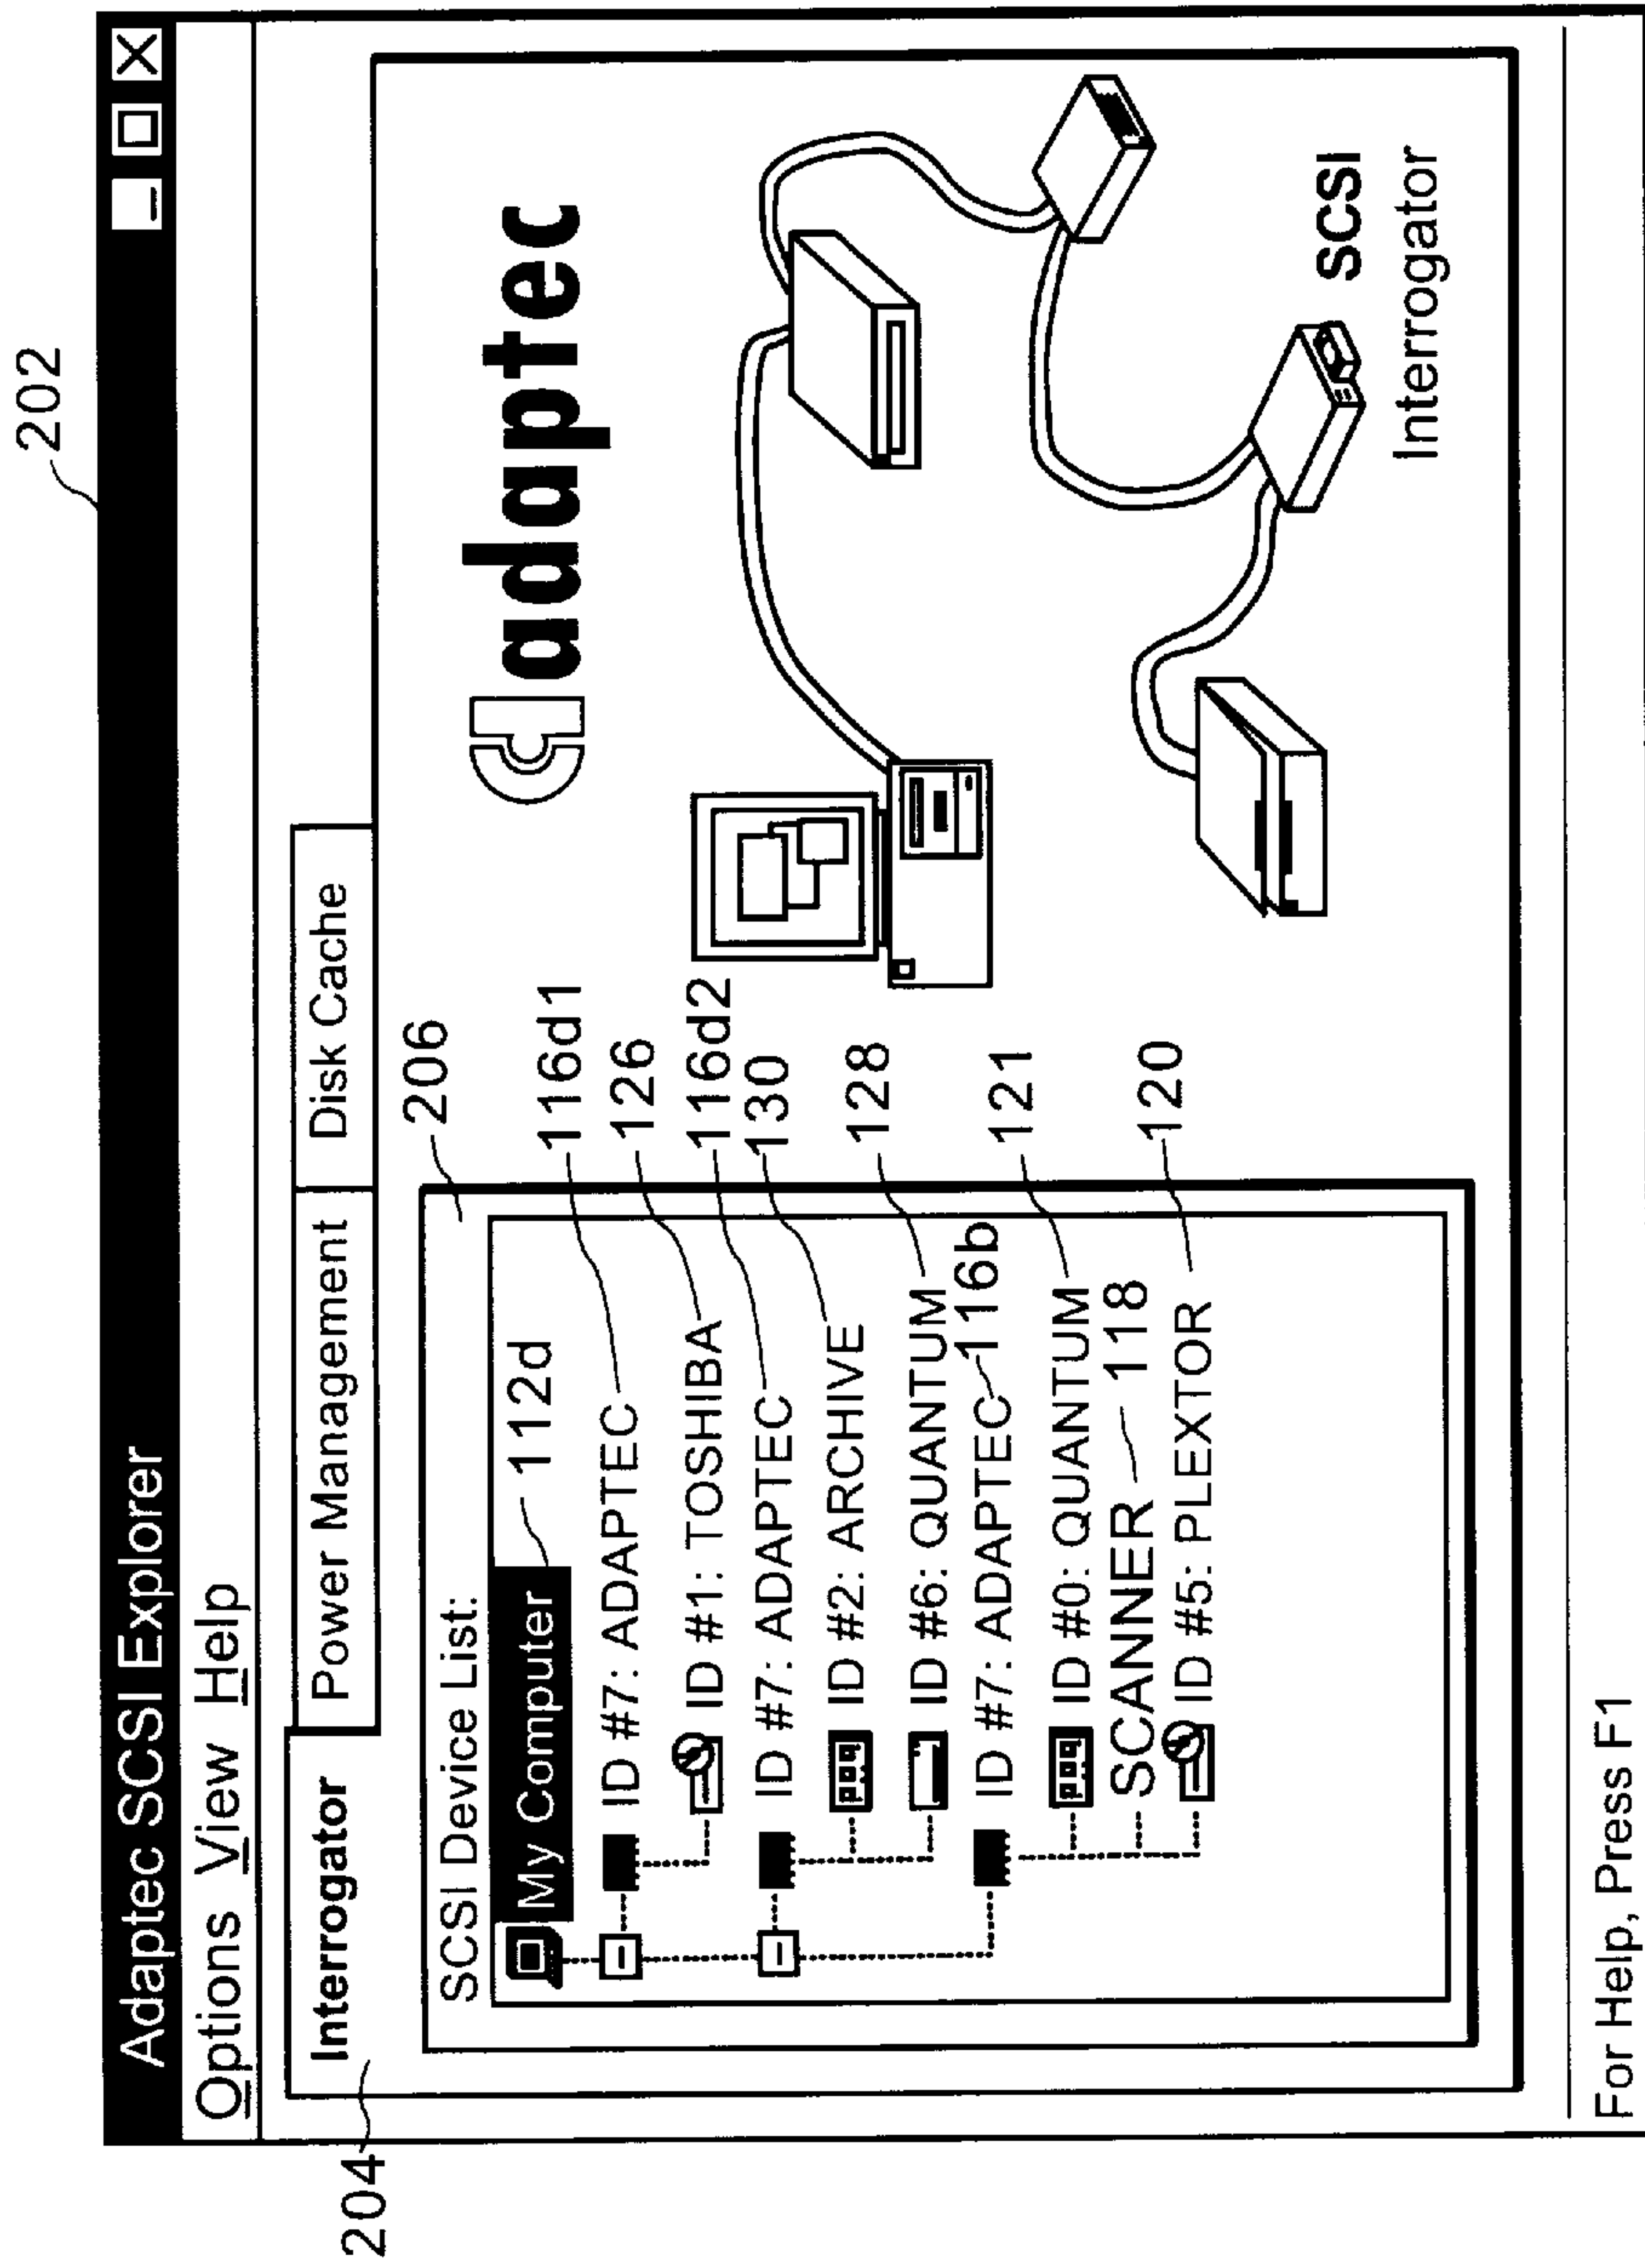 202
Adaptec SCSI Explorer
Options View Help
204
Interrogator
Power Management
Disk Cache
206
SCSI Device List:
My Computer 112d
ID #7: ADAPTEC 116d1
ID #1: TOSHIBA 126
ID #7: ADAPTEC 116d2
ID #2: ARCHIVE 130
ID #6: QUANTUM 128
ID #7: ADAPTEC 116b
ID #0: QUANTUM 121
SCANNER 118
ID #5: PLEXTOR 120
adaptec
SCSI
Interrogator
For Help, Press F1